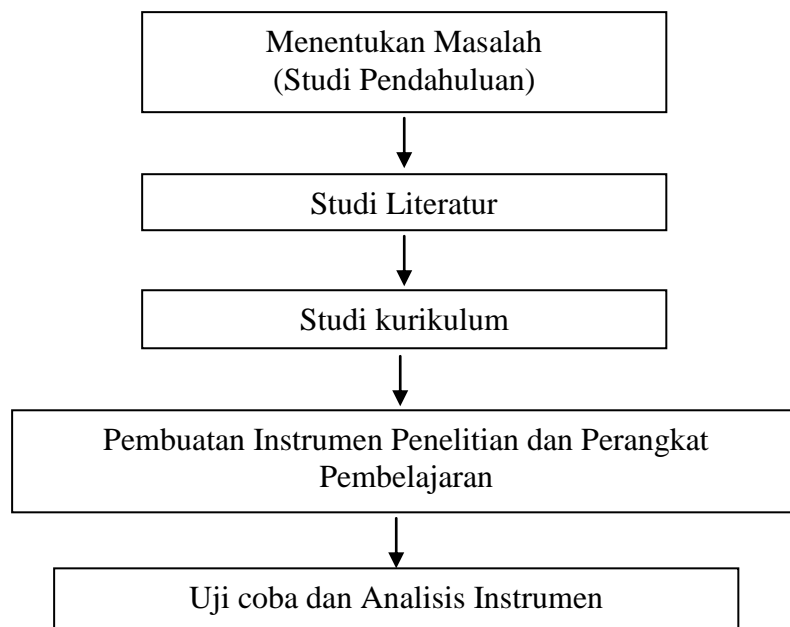 Menentukan Masalah
(Studi Pendahuluan)
Studi Literatur
Studi kurikulum
Pembuatan Instrumen Penelitian dan Perangkat
Pembelajaran
Uji coba dan Analisis Instrumen